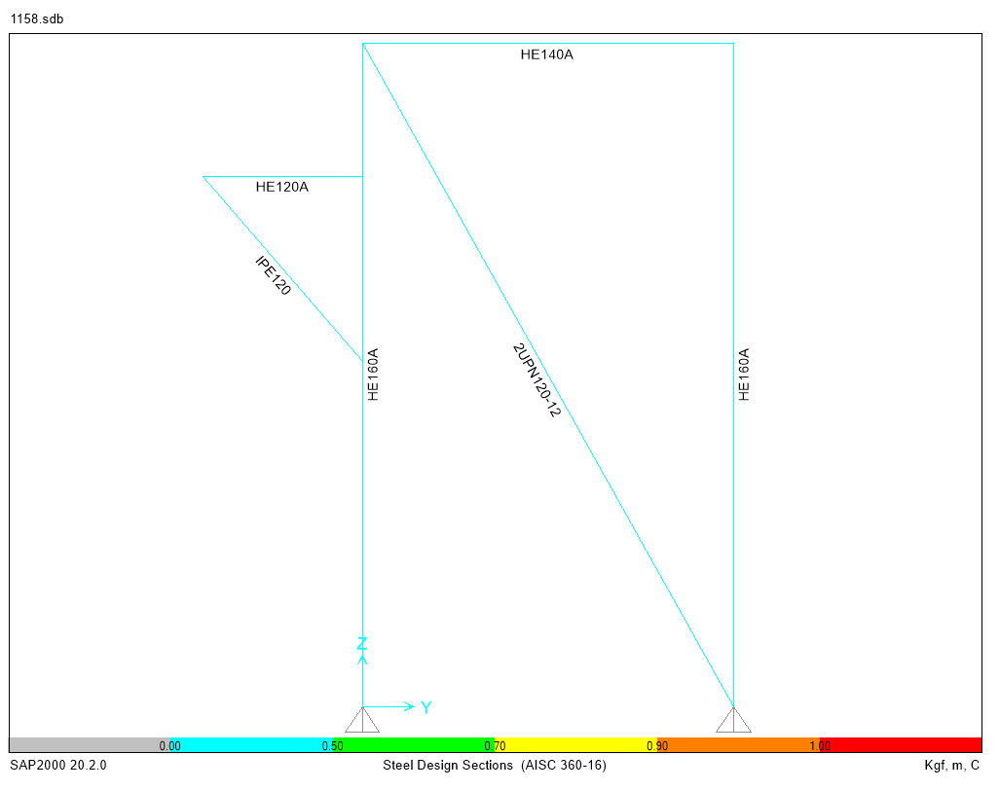 1158.sdb
HE140A
HE120A
IPE120
HE160A
2UPN120-12
HE160A
Z
Y
0.00 0.50 0.70 0.90 1.00
SAP2000 20.2.0 Steel Design Sections (AISC 360-16) Kgf, m, C